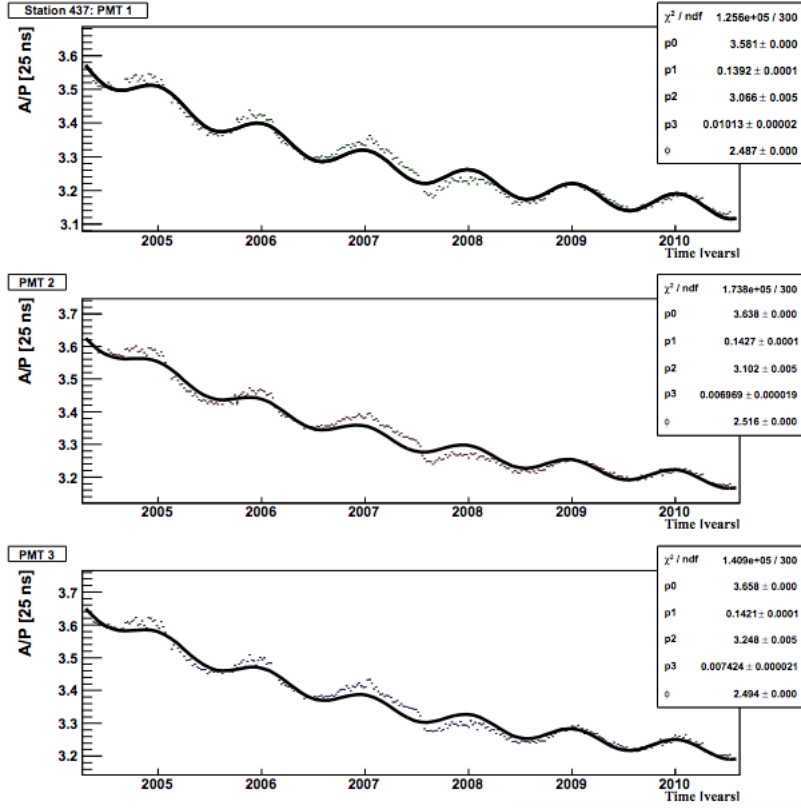 Station 437: PMT 1
A/P [25 ns]
3.6
3.5
3.4
3.3
3.2
3.1
2005 2006 2007 2008 2009 2010
Time [years]
χ² / ndf 1.256e+05 / 300
p0 3.581 ± 0.000
p1 0.1392 ± 0.0001
p2 3.066 ± 0.005
p3 0.01013 ± 0.00002
ϕ 2.487 ± 0.000
PMT 2
A/P [25 ns]
3.7
3.6
3.5
3.4
3.3
3.2
2005 2006 2007 2008 2009 2010
Time [years]
χ² / ndf 1.738e+05 / 300
p0 3.638 ± 0.000
p1 0.1427 ± 0.0001
p2 3.102 ± 0.005
p3 0.006969 ± 0.000019
ϕ 2.516 ± 0.000
PMT 3
A/P [25 ns]
3.7
3.6
3.5
3.4
3.3
3.2
2005 2006 2007 2008 2009 2010
Time [years]
χ² / ndf 1.409e+05 / 300
p0 3.658 ± 0.000
p1 0.1421 ± 0.0001
p2 3.248 ± 0.005
p3 0.007424 ± 0.000021
ϕ 2.494 ± 0.000